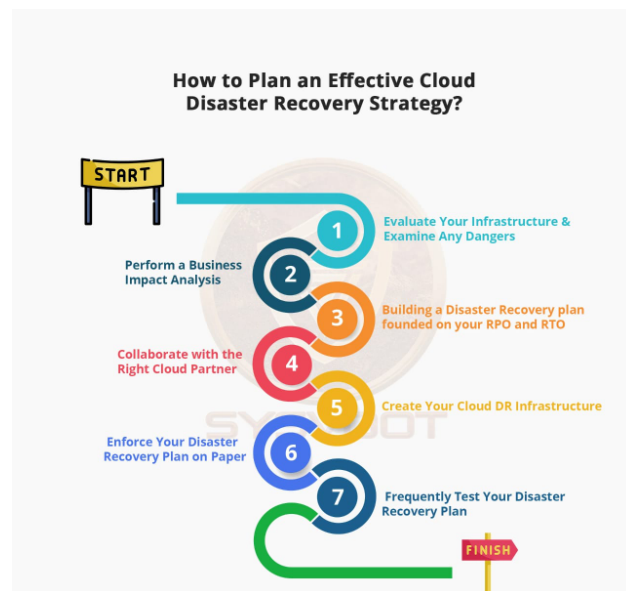 How to Plan an Effective Cloud
Disaster Recovery Strategy?
START
1
Evaluate Your Infrastructure &
Examine Any Dangers
Perform a Business
Impact Analysis
2
3
Building a Disaster Recovery plan
founded on your RPO and RTO
Collaborate with the
Right Cloud Partner
4
5
Create Your Cloud DR Infrastructure
Enforce Your Disaster
Recovery Plan on Paper
6
7
Frequently Test Your Disaster
Recovery Plan
FINISH